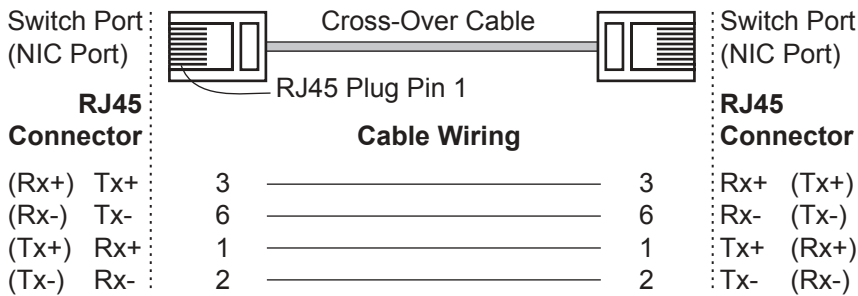 Switch Port Cross-Over Cable Switch Port
(NIC Port) (NIC Port)
RJ45 Plug Pin 1
RJ45 RJ45
Connector Cable Wiring Connector
(Rx+) Tx+ 3 3 Rx+ (Tx+)
(Rx-) Tx- 6 6 Rx- (Tx-)
(Tx+) Rx+ 1 1 Tx+ (Rx+)
(Tx-) Rx- 2 2 Tx- (Rx-)